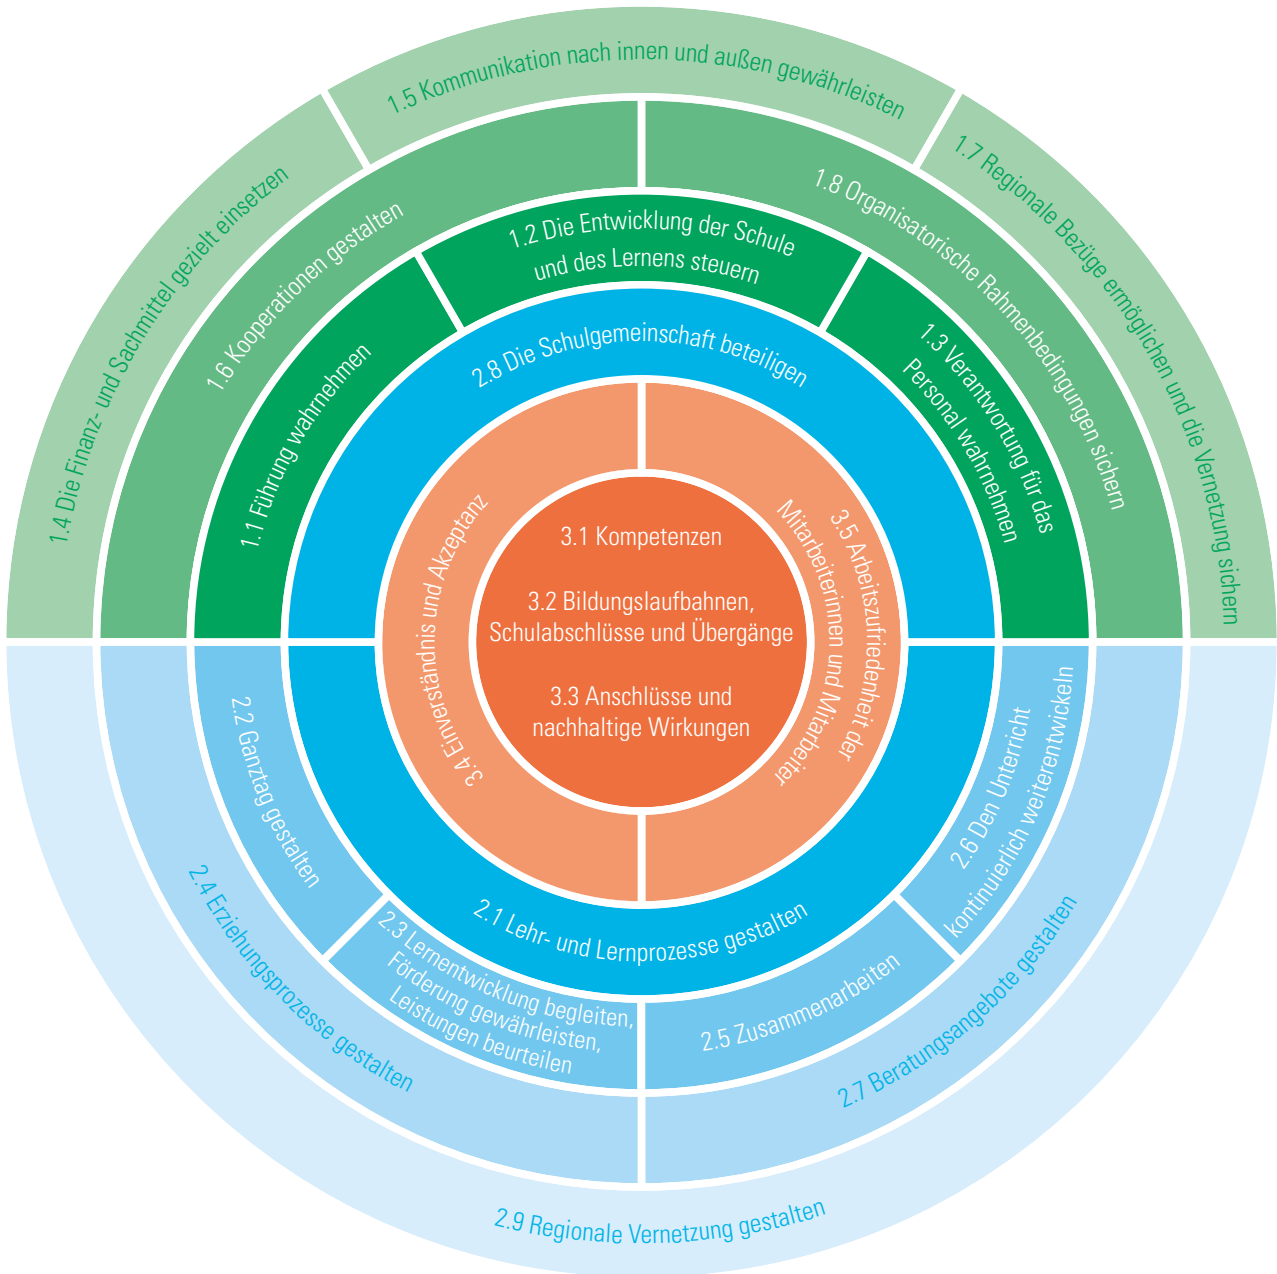 1.5 Kommunikation nach innen und außen gewährleisten
1.4 Die Finanz- und Sachmittel gezielt einsetzen
1.7 Regionale Bezüge ermöglichen und die Vernetzung sichern
1.6 Kooperationen gestalten
1.8 Organisatorische Rahmenbedingungen sichern
1.1 Führung wahrnehmen
1.2 Die Entwicklung der Schule
und des Lernens steuern
1.3 Verantwortung für das
Personal wahrnehmen
2.8 Die Schulgemeinschaft beteiligen
3.4 Einverständnis und Akzeptanz
3.5 Arbeitszufriedenheit der
Mitarbeiterinnen und Mitarbeiter
3.1 Kompetenzen
3.2 Bildungslaufbahnen,
Schulabschlüsse und Übergänge
3.3 Anschlüsse und
nachhaltige Wirkungen
2.1 Lehr- und Lernprozesse gestalten
2.2 Ganztag gestalten
2.3 Lernentwicklung begleiten,
Förderung gewährleisten,
Leistungen beurteilen
2.5 Zusammenarbeiten
2.6 Den Unterricht
kontinuierlich weiterentwickeln
2.4 Erziehungsprozesse gestalten
2.7 Beratungsangebote gestalten
2.9 Regionale Vernetzung gestalten